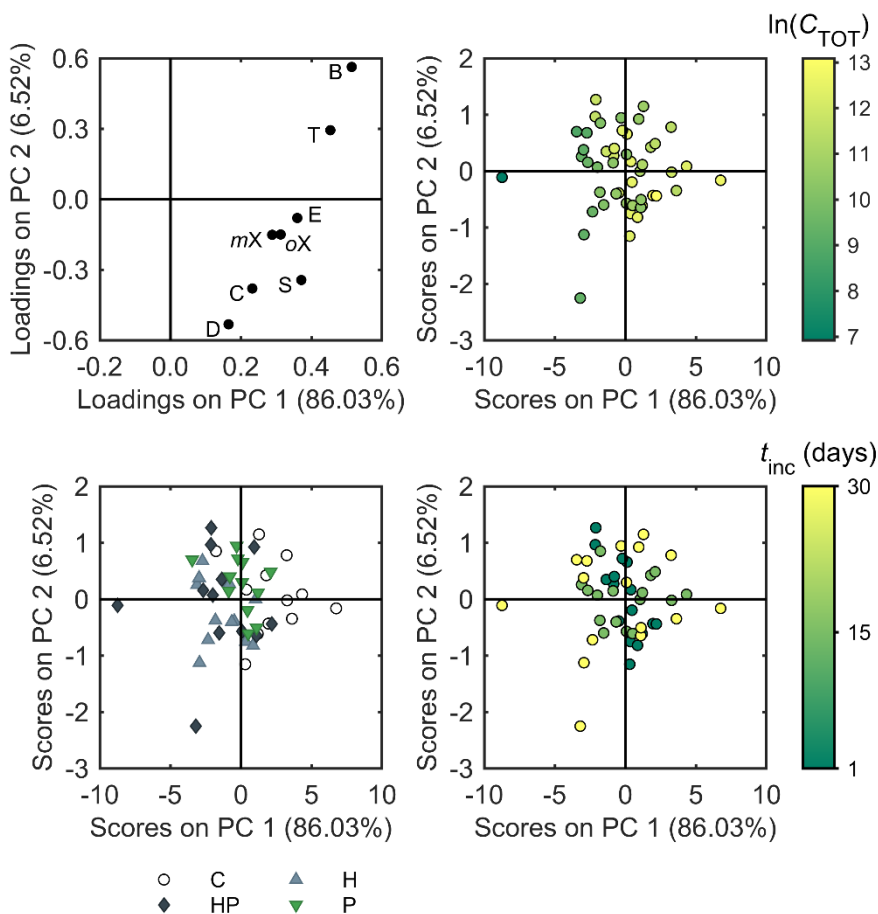 ln(C_TOT)
0.6
0.3
0.0
-0.3
-0.6
Loadings on PC 2 (6.52%)
B
T
E
mX
oX
C
S
D
-0.2
0.0
0.2
0.4
0.6
Loadings on PC 1 (86.03%)
2
1
0
-1
-2
-3
Scores on PC 2 (6.52%)
-10
-5
0
5
10
Scores on PC 1 (86.03%)
13
12
11
10
9
8
7
2
1
0
-1
-2
-3
Scores on PC 2 (6.52%)
-10
-5
0
5
10
Scores on PC 1 (86.03%)
t_inc (days)
2
1
0
-1
-2
-3
Scores on PC 2 (6.52%)
-10
-5
0
5
10
Scores on PC 1 (86.03%)
30
15
1
C
H
HP
P